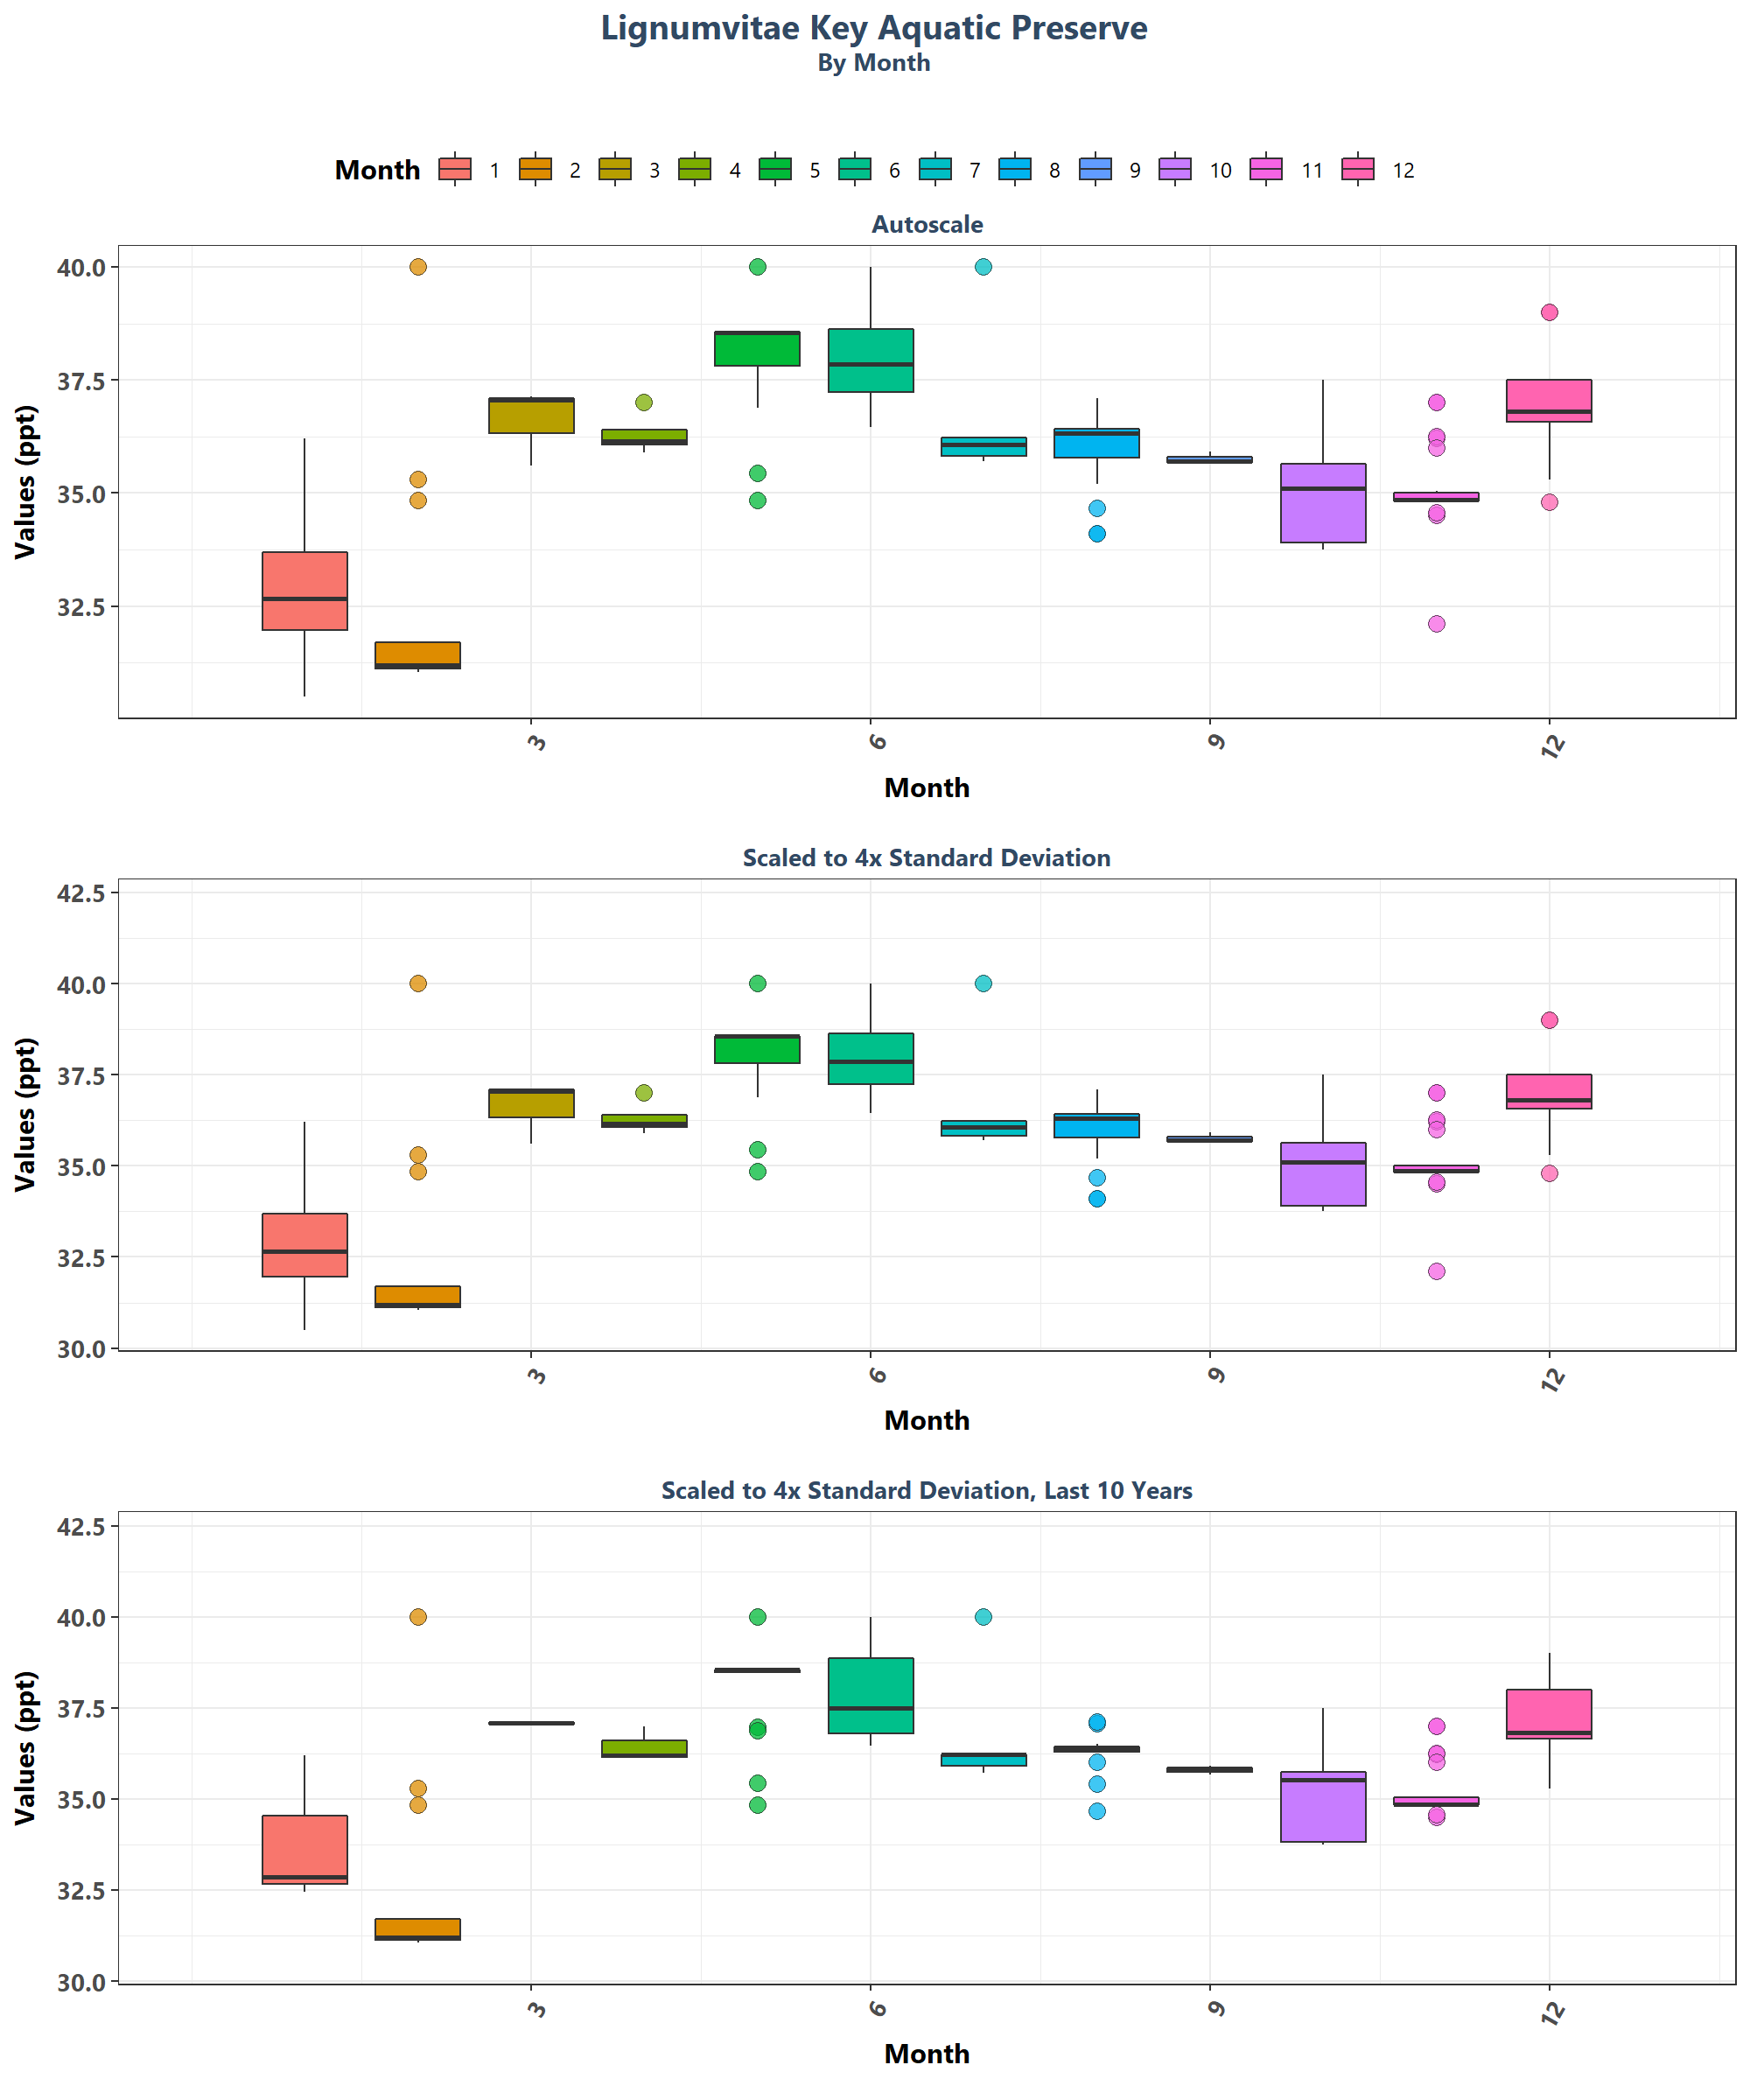 Lignumvitae Key Aquatic Preserve
By Month
Month 1 2 3 4 5 6 7 8 9 10 11 12
Autoscale
40.0
37.5
35.0
32.5
Values (ppt)
3 6 9 12
Month
Scaled to 4x Standard Deviation
42.5
40.0
37.5
35.0
32.5
30.0
Values (ppt)
3 6 9 12
Month
Scaled to 4x Standard Deviation, Last 10 Years
42.5
40.0
37.5
35.0
32.5
30.0
Values (ppt)
3 6 9 12
Month